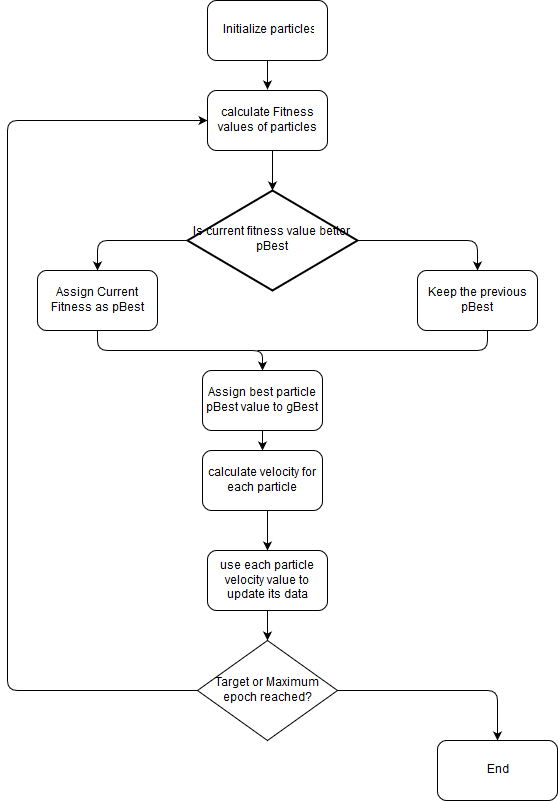 Initialize particles
calculate Fitness
values of particles
Is current fitness value better
pBest
Assign Current
Fitness as pBest
Keep the previous
pBest
Assign best particle
pBest value to gBest
calculate velocity for
each particle
use each particle
velocity value to
update its data
Target or Maximum
epoch reached?
End